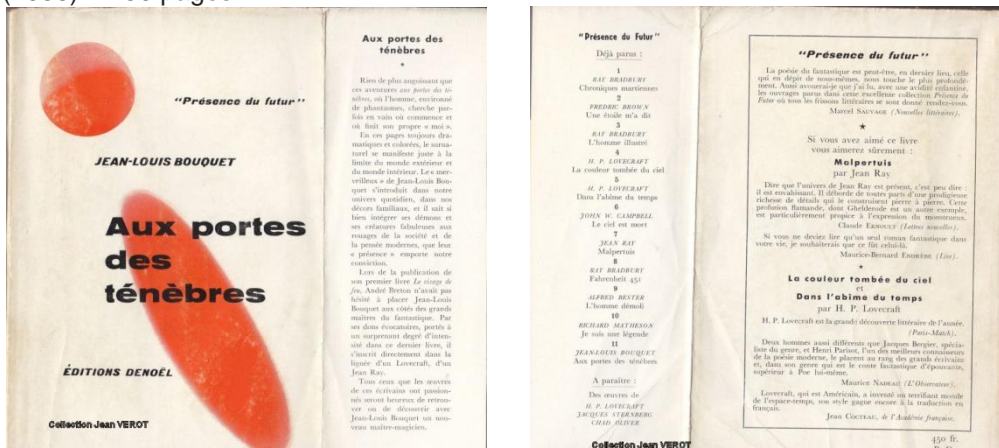 "Présence du futur"
JEAN-LOUIS BOUQUET
Aux portes
des
ténèbres
ÉDITIONS DENOËL
Collection Jean VEROT
Aux portes des
ténèbres
*
Rien de plus angoissant que
ces aventures aux portes des té-
nèbres, où l'homme, environné
de phantasmes, cherche par-
fois en vain où commence et
où finit son propre « moi ».
En ces pages toujours dra-
matiques et colorées, le surna-
turel se manifeste juste à la
limite du monde extérieur et
du monde intérieur. Le « mer-
veilleux » de Jean-Louis Bou-
quet s'introduit dans notre
univers quotidien, dans nos
décors familiaux, et il sait si
bien intégrer ses démons et
ses créatures fabuleuses aux
rouages de la société et de
la pensée modernes, que leur
« présence » emporte notre
conviction.
Lors de la publication de
son premier livre Le visage de
feu, André Breton n'avait pas
hésité à placer Jean-Louis
Bouquet aux côtés des grands
maîtres du fantastique. Par
ses dons évocatoires, portés à
un surprenant degré d'inten-
sité dans ce dernier livre, il
s'inscrit directement dans la
lignée d'un Lovecraft, d'un
Jean Ray.
Tous ceux que les œuvres
de ces écrivains ont passion-
nés seront heureux de retrou-
ver ou de découvrir avec
Jean-Louis Bouquet un nou-
veau maître-magicien.
"Présence du Futur"
Déjà parus :
1
RAY BRADBURY
Chroniques martiennes
2
FREDRIC BROWN
Une étoile m'a dit
3
RAY BRADBURY
L'homme illustré
4
H. P. LOVECRAFT
La couleur tombée du ciel
5
H. P. LOVECRAFT
Dans l'abîme du temps
6
JOHN W. CAMPBELL
Le ciel est mort
7
JEAN RAY
Malpertuis
8
RAY BRADBURY
Fahrenheit 451
9
ALFRED BESTER
L'homme démoli
10
RICHARD MATHESON
Je suis une légende
11
JEAN-LOUIS BOUQUET
Aux portes des ténèbres
A paraître :
Des œuvres de
H. P. LOVECRAFT
JACQUES STERNBERG
CHAD OLIVER
Collection Jean VEROT
"Présence du futur"
La poésie du fantastique est peut-être, en dernier lieu, celle
qui en dépit de nous-mêmes, nous touche le plus profondé-
ment. Aussi avouerai-je que j'ai lu, avec une avidité enfantine,
les ouvrages parus dans cette excellente collection Présence du
Futur où tous les frissons littéraires se sont donné rendez-vous.
Marcel SAUVAGE (Nouvelles littéraires).
★
Si vous avez aimé ce livre
vous aimerez sûrement :
Malpertuis
par Jean Ray
Dire que l'univers de Jean Ray est présent, c'est peu dire :
il est envahissant. Il déborde de toutes parts d'une prodigieuse
richesse de détails qui le construisent pierre à pierre. Cette
profusion flamande, dont Ghelderode est un autre exemple,
est particulièrement propice à l'expression du monstrueux.
Claude ERNOULT (Lettres nouvelles).
Si vous ne deviez lire qu'un seul roman fantastique dans
votre vie, je souhaiterais que ce fût celui-là.
Maurice-Bernard ENDRÈBE (Lire).
★
La couleur tombée du ciel
et
Dans l'abîme du temps
par H. P. Lovecraft
H. P. Lovecraft est la grande découverte littéraire de l'année.
(Paris-Match).
Deux hommes aussi différents que Jacques Bergier, spécia-
liste du genre, et Henri Parisot, l'un des meilleurs connaisseurs
de la poésie moderne, le placent au rang des grands écrivains
et, dans son genre qui est le conte fantastique d'épouvante,
supérieur à Poe lui-même.
Maurice NADEAU (L'Observateur).
Lovecraft, qui est Américain, a inventé un terrifiant monde
de l'espace-temps, son style gagne encore à la traduction en
français.
Jean COCTEAU, de l'Académie française.
450 fr.